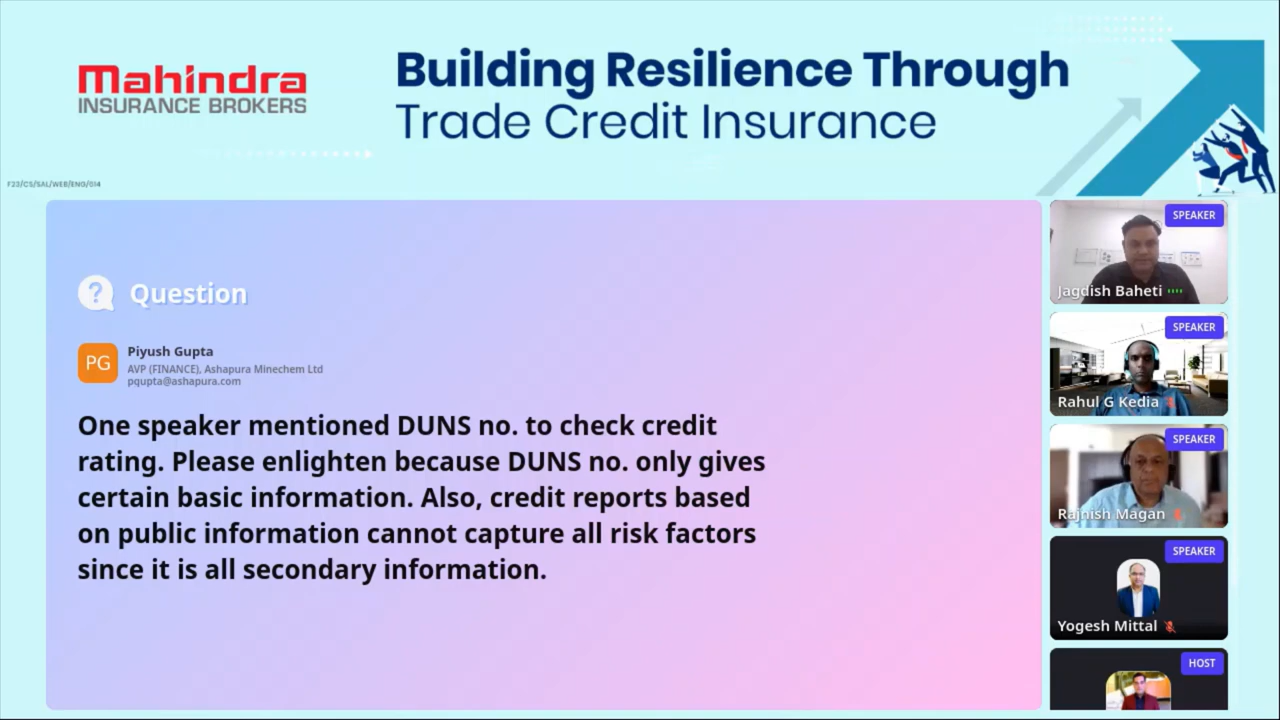 Mahindra
INSURANCE BROKERS
Building Resilience Through
Trade Credit Insurance
F23/CS/SAL/WEB/ENG/014
? Question
PG
Piyush Gupta
AVP (FINANCE), Ashapura Minechem Ltd
pgupta@ashapura.com
One speaker mentioned DUNS no. to check credit
rating. Please enlighten because DUNS no. only gives
certain basic information. Also, credit reports based
on public information cannot capture all risk factors
since it is all secondary information.
SPEAKER
Jagdish Baheti
SPEAKER
Rahul G Kedia
SPEAKER
Rajnish Magan
SPEAKER
Yogesh Mittal
HOST